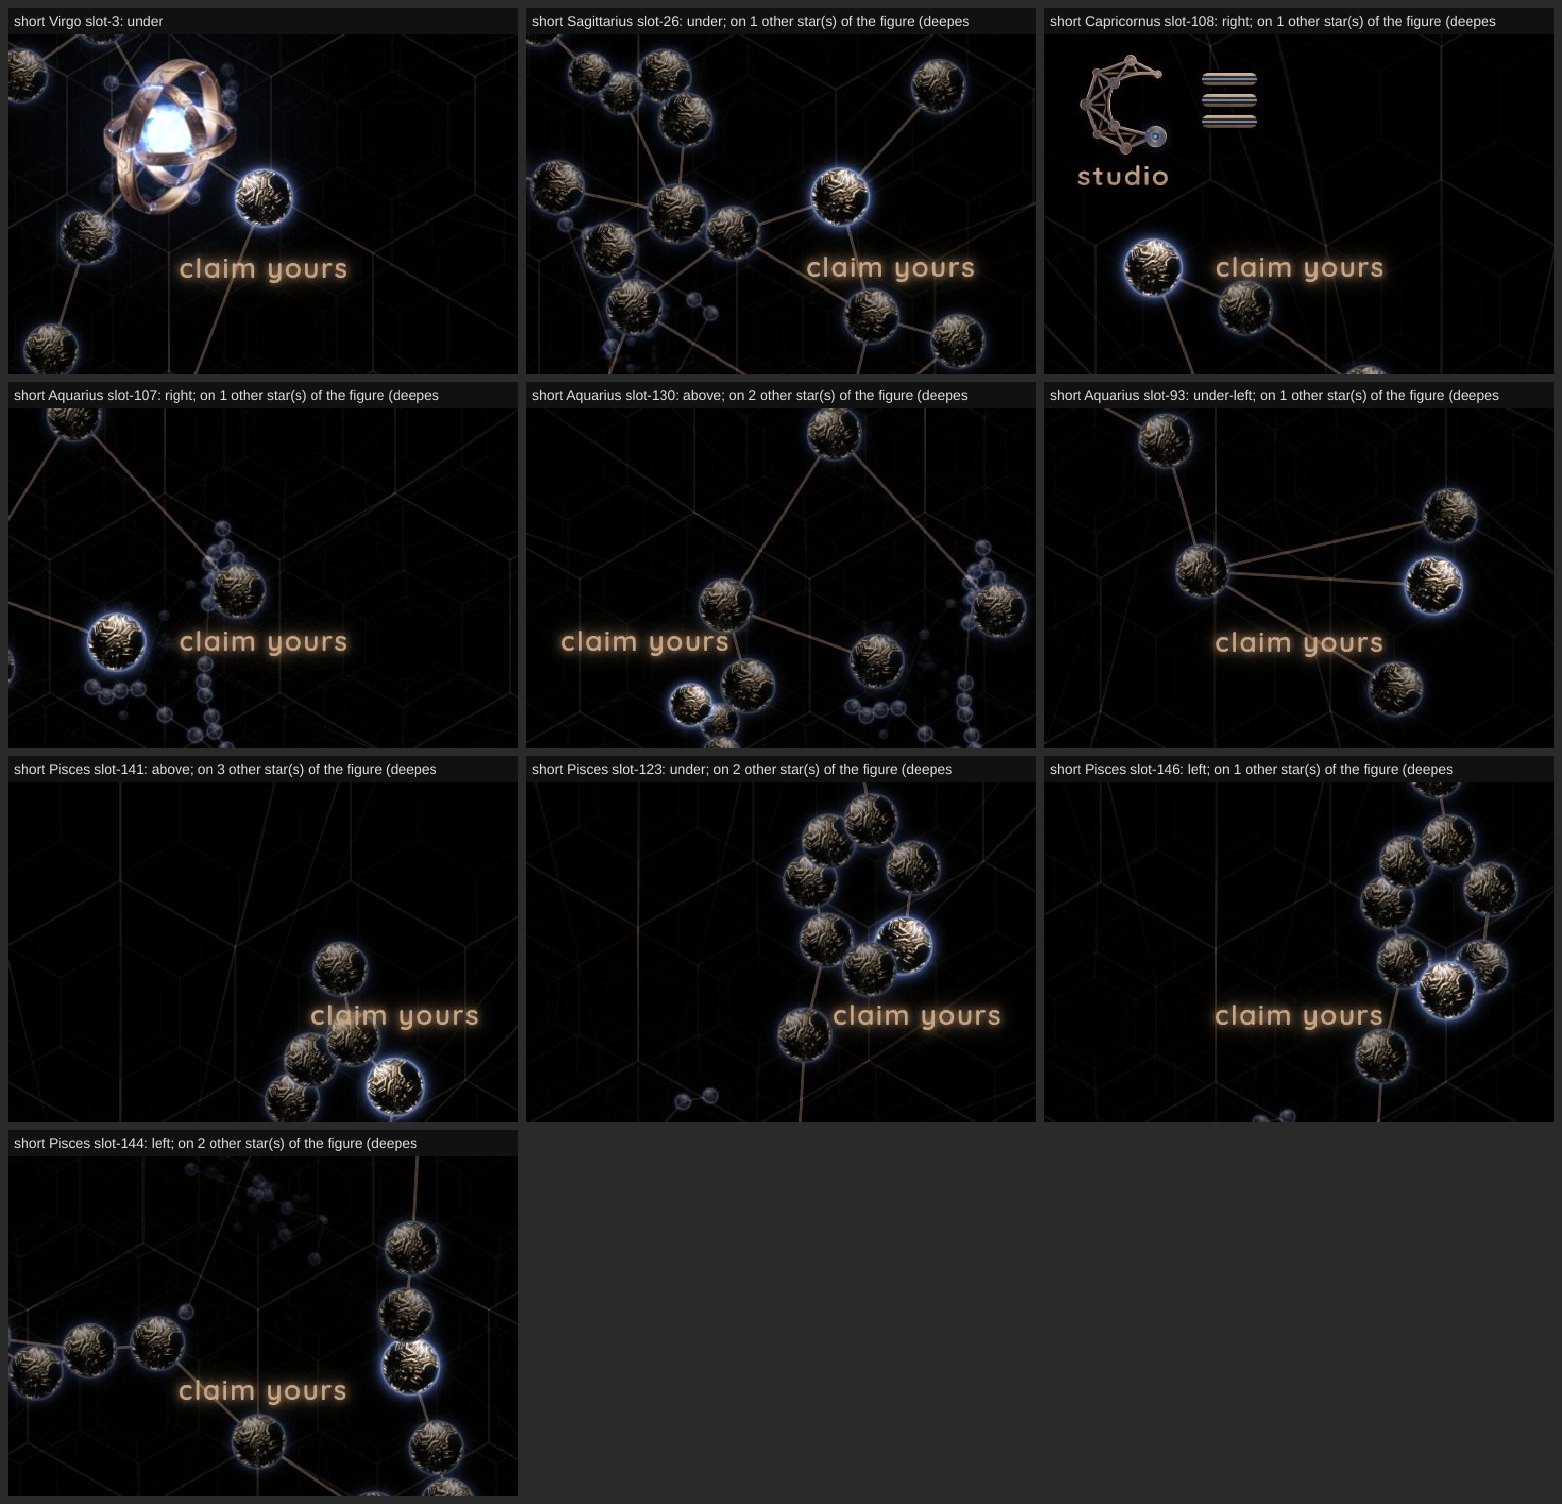 short Virgo slot-3: under
claim yours
short Sagittarius slot-26: under; on 1 other star(s) of the figure (deepes
claim yours
short Capricornus slot-108: right; on 1 other star(s) of the figure (deepes
studio
claim yours
short Aquarius slot-107: right; on 1 other star(s) of the figure (deepes
claim yours
short Aquarius slot-130: above; on 2 other star(s) of the figure (deepes
claim yours
short Aquarius slot-93: under-left; on 1 other star(s) of the figure (deepes
claim yours
short Pisces slot-141: above; on 3 other star(s) of the figure (deepes
claim yours
short Pisces slot-123: under; on 2 other star(s) of the figure (deepes
claim yours
short Pisces slot-146: left; on 1 other star(s) of the figure (deepes
claim yours
short Pisces slot-144: left; on 2 other star(s) of the figure (deepes
claim yours